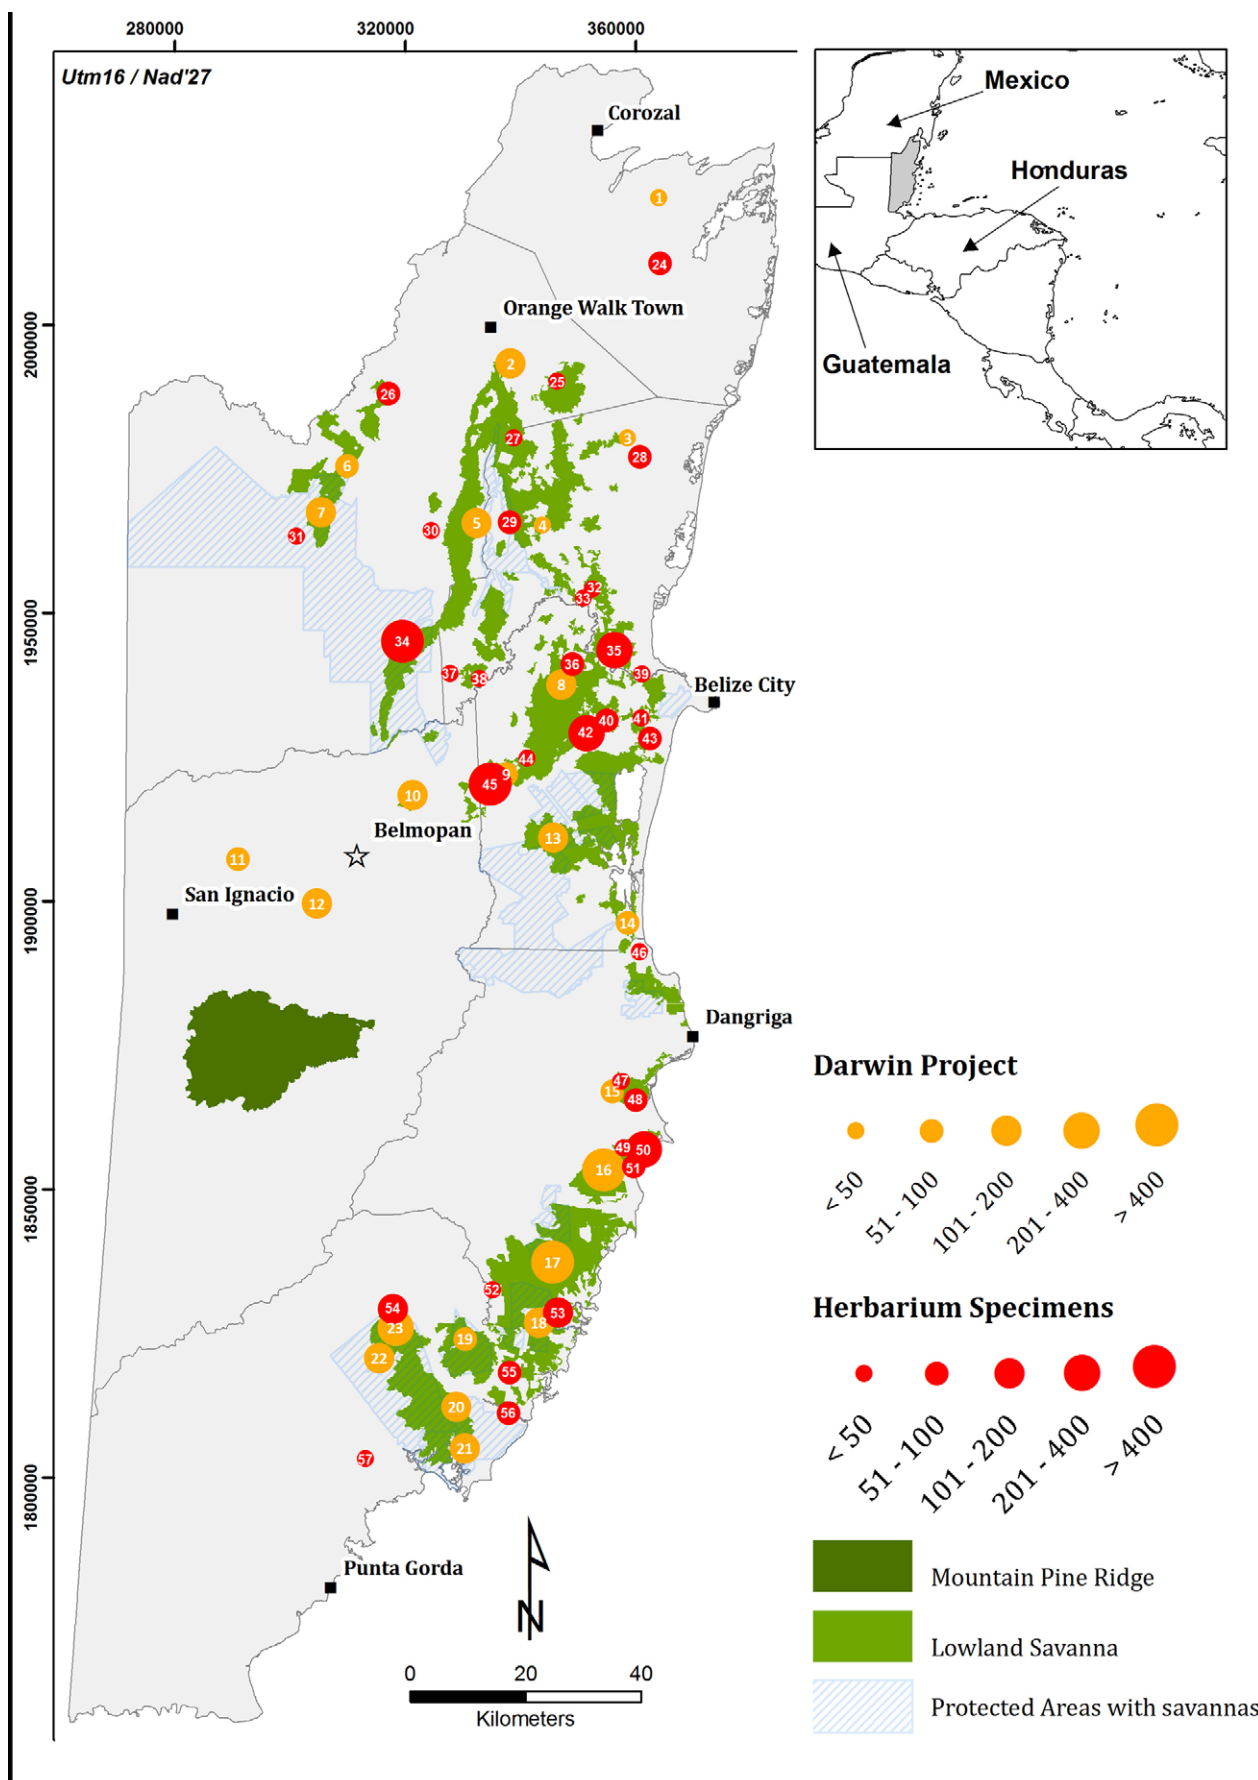 280000
320000
360000
Utm16 / Nad'27
Corozal
Mexico
Honduras
Guatemala
1
24
2000000
Orange Walk Town
2
25
26
27
3
28
6
7
5
29
4
30
31
32
33
1950000
34
35
36
37
38
39
8
Belize City
40
41
42
43
44
9
45
10
Belmopan
13
11
12
San Ignacio
1900000
14
46
Dangriga
47
15
48
49
50
51
16
1850000
17
52
53
18
54
23
19
22
55
20
56
21
57
1800000
Punta Gorda
N
0 20 40
Kilometers
Darwin Project
< 50
51 - 100
101 - 200
201 - 400
> 400
Herbarium Specimens
< 50
51 - 100
101 - 200
201 - 400
> 400
Mountain Pine Ridge
Lowland Savanna
Protected Areas with savannas